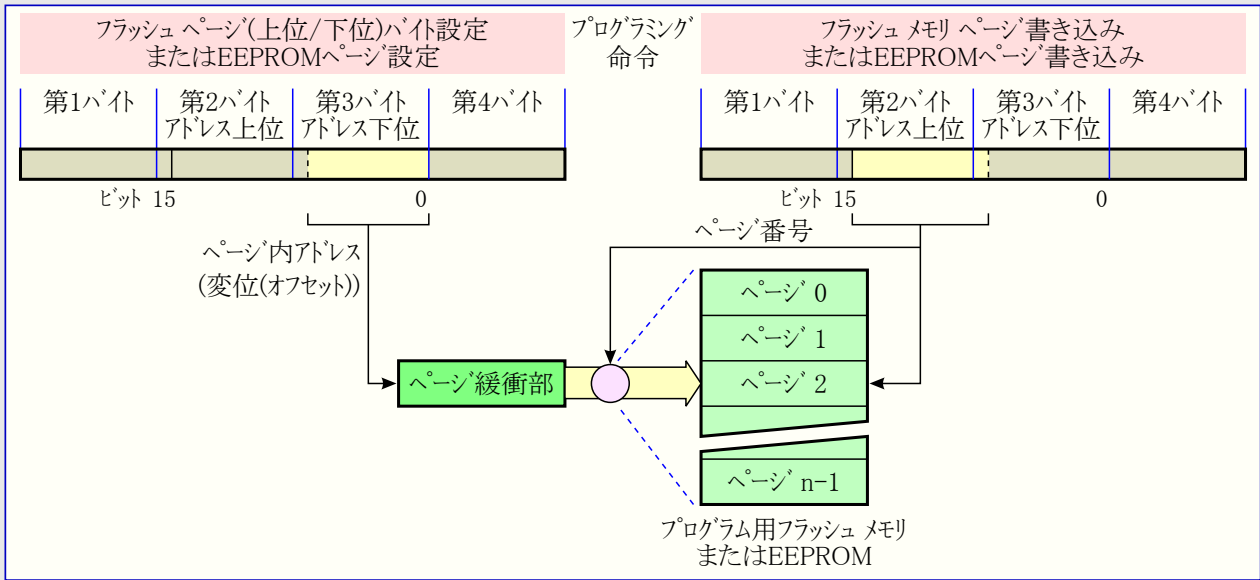 フラッシュ ページ(上位/下位)バイト設定
またはEEPROMページ設定
プログラミング
命令
フラッシュ メモリ ページ書き込み
またはEEPROMページ書き込み
第1バイト
第2バイト
アドレス上位
第3バイト
アドレス下位
第4バイト
第1バイト
第2バイト
アドレス上位
第3バイト
アドレス下位
第4バイト
ビット 15
0
ビット 15
0
ページ内アドレス
(変位(オフセット))
ページ番号
ページ 0
ページ 1
ページ緩衝部
ページ 2
ページ n-1
プログラム用フラッシュ メモリ
またはEEPROM